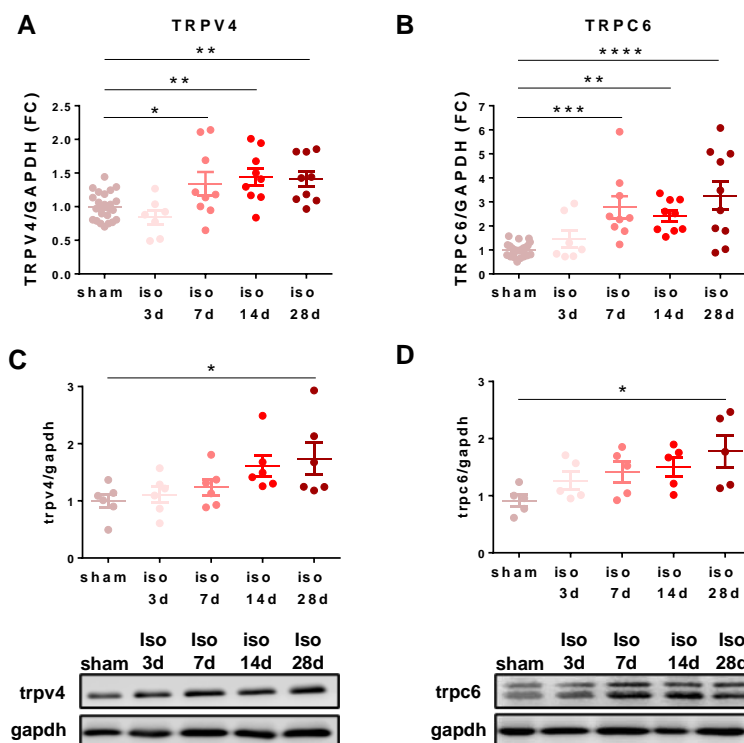 A
TRPV4
**
**
*
TRPV4/GAPDH (FC)
2.5
2.0
1.5
1.0
0.5
0.0
sham iso iso iso iso
3d 7d 14d 28d
B
TRPC6
****
**
***
TRPC6/GAPDH (FC)
7
6
5
4
3
2
1
0
sham iso iso iso iso
3d 7d 14d 28d
C
*
trpv4/gapdh
3
2
1
0
sham iso iso iso iso
3d 7d 14d 28d
Iso Iso iso Iso
sham 3d 7d 14d 28d
trpv4
gapdh
D
*
trpc6/gapdh
3
2
1
0
sham iso iso iso iso
3d 7d 14d 28d
Iso Iso iso Iso
sham 3d 7d 14d 28d
trpc6
gapdh